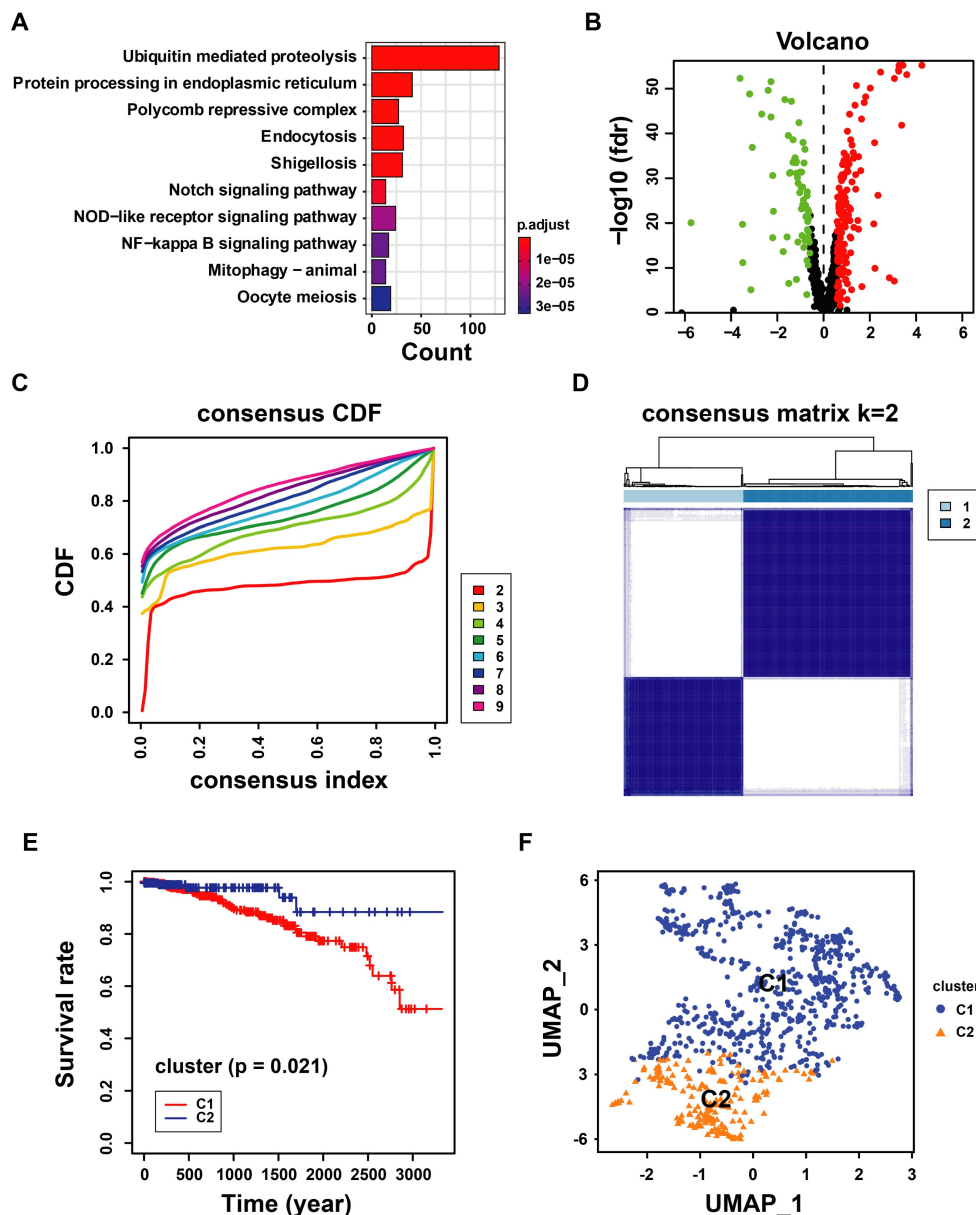 A
Ubiquitin mediated proteolysis
Protein processing in endoplasmic reticulum
Polycomb repressive complex
Endocytosis
Shigellosis
Notch signaling pathway
NOD−like receptor signaling pathway
NF−kappa B signaling pathway
Mitophagy − animal
Oocyte meiosis
0 50 100
Count
p.adjust
1e−05
2e−05
3e−05
B
Volcano
−log10 (fdr)
50
40
30
20
10
0
−6 −4 −2 0 2 4 6
C
consensus CDF
CDF
1.0
0.8
0.6
0.4
0.2
0.0
0.0 0.2 0.4 0.6 0.8 1.0
consensus index
2
3
4
5
6
7
8
9
D
consensus matrix k=2
1
2
E
Survival rate
1.0
0.8
0.4
0.2
0.0
cluster (p = 0.021)
C1
C2
0 500 1000 1500 2000 2500 3000
Time (year)
F
UMAP_2
6
3
0
3
-6
C1
C2
-2 -1 0 1 2 3
UMAP_1
cluster
C1
C2